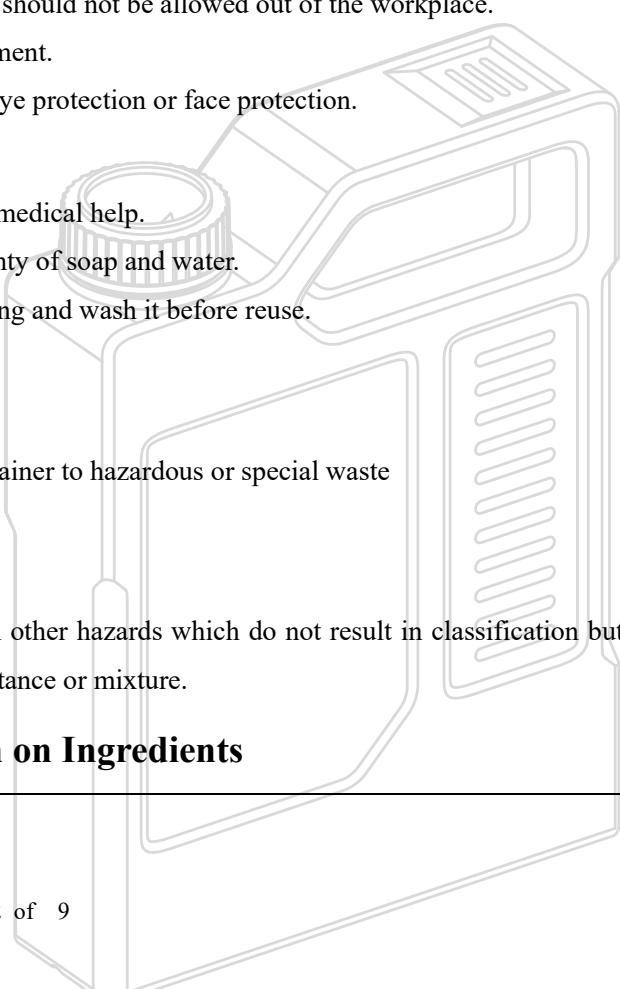 should not be allowed out of the workplace.
ment.
ye protection or face protection.
medical help.
nty of soap and water.
ng and wash it before reuse.
ainer to hazardous or special waste
other hazards which do not result in classification but
tance or mixture.
on Ingredients
of 9